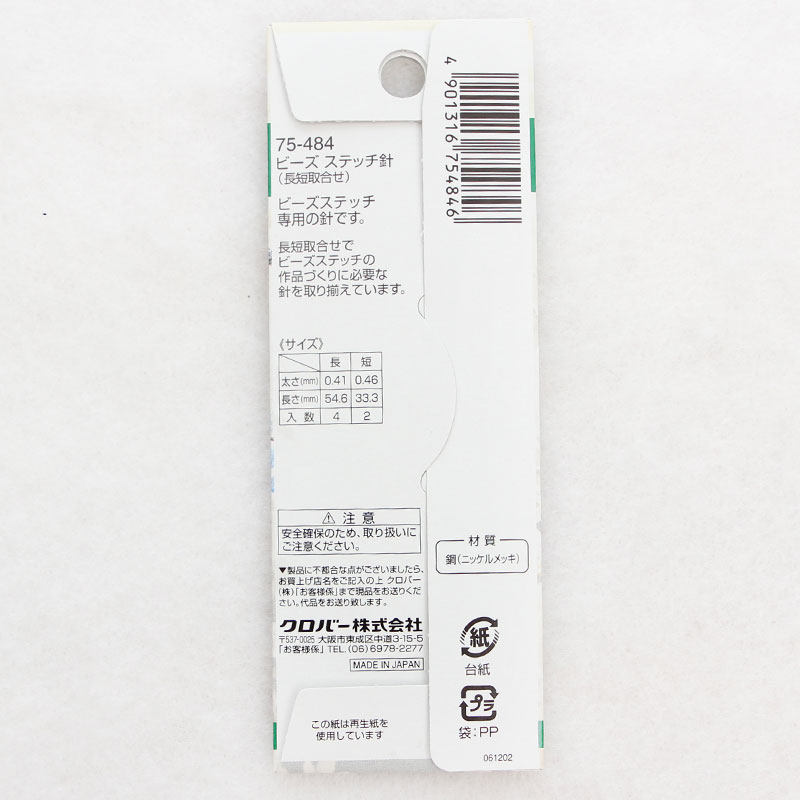 75-484
ビーズ ステッチ針
(長短取合せ)
ビーズステッチ
専用の針です。
長短取合せで
ビーズステッチの
作品づくりに必要な
針を取り揃えています。
《サイズ》
長 短
太さ(mm) 0.41 0.46
長さ(mm) 54.6 33.3
入数 4 2
⚠ 注意
安全確保のため、取り扱いに
ご注意ください。
▼製品に不都合な点がございましたら、
お買上げ店名をご記入の上 クロバー
(株)「お客様係」まで現品をお送りくだ
さい。代品をお送り致します。
クロバー株式会社
〒537-0025 大阪市東成区中道3-15-5
「お客様係」TEL.(06)6978-2277
MADE IN JAPAN
この紙は再生紙を
使用しています
4 901316 754846
材質
鋼(ニッケルメッキ)
紙
台紙
プラ
袋:PP
061202